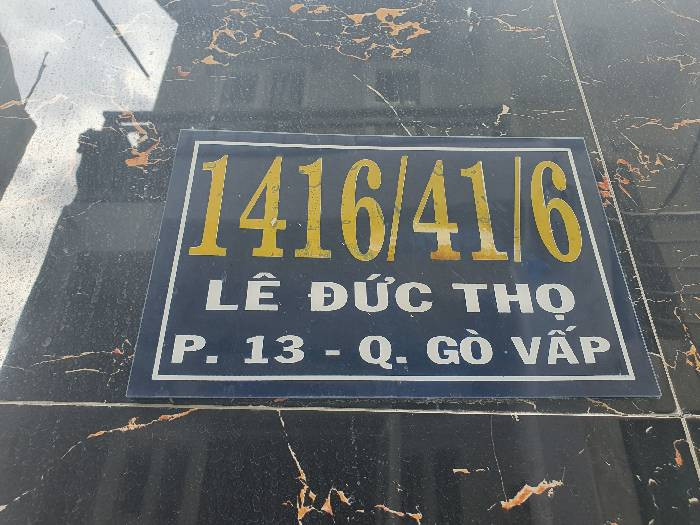 1416/41/6
LÊ ĐỨC THỌ
P. 13 - Q. GÒ VẤP